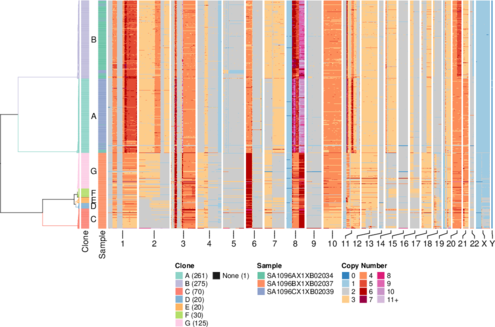 B
A
G
F
E
D
C
Clone
Sample
1 2 3 4 5 6 7 8 9 10 11 12 13 14 15 16 17 18 19 20 21 22 X Y
Clone
A (261)
B (275)
C (70)
D (20)
E (20)
F (30)
G (125)
None (1)
Sample
SA1096AX1XB02034
SA1096BX1XB02037
SA1096CX1XB02039
Copy Number
0 4 8
1 5 9
2 6 10
3 7 11+